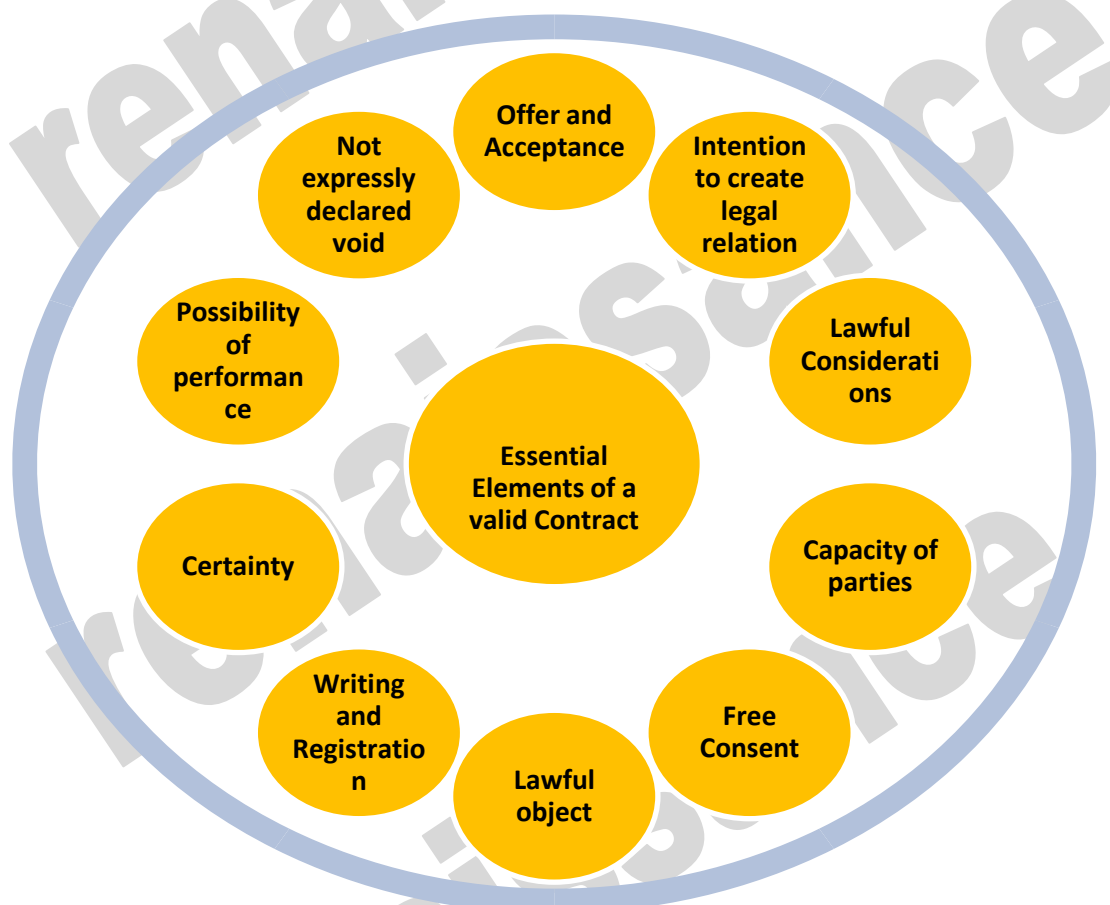 Offer and
Acceptance
Intention
to create
legal
relation
Lawful
Considerati
ons
Capacity of
parties
Free
Consent
Lawful
object
Writing
and
Registratio
n
Certainty
Possibility
of
performan
ce
Not
expressly
declared
void
Essential
Elements of a
valid Contract
renaissance